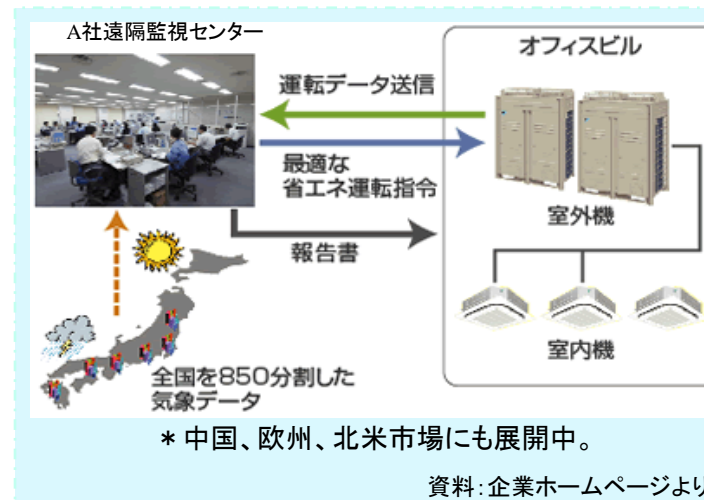 A社遠隔監視センター
オフィスビル
運転データ送信
最適な
省エネ運転指令
室外機
報告書
室内機
全国を850分割した
気象データ
＊中国、欧州、北米市場にも展開中。
資料：企業ホームページより